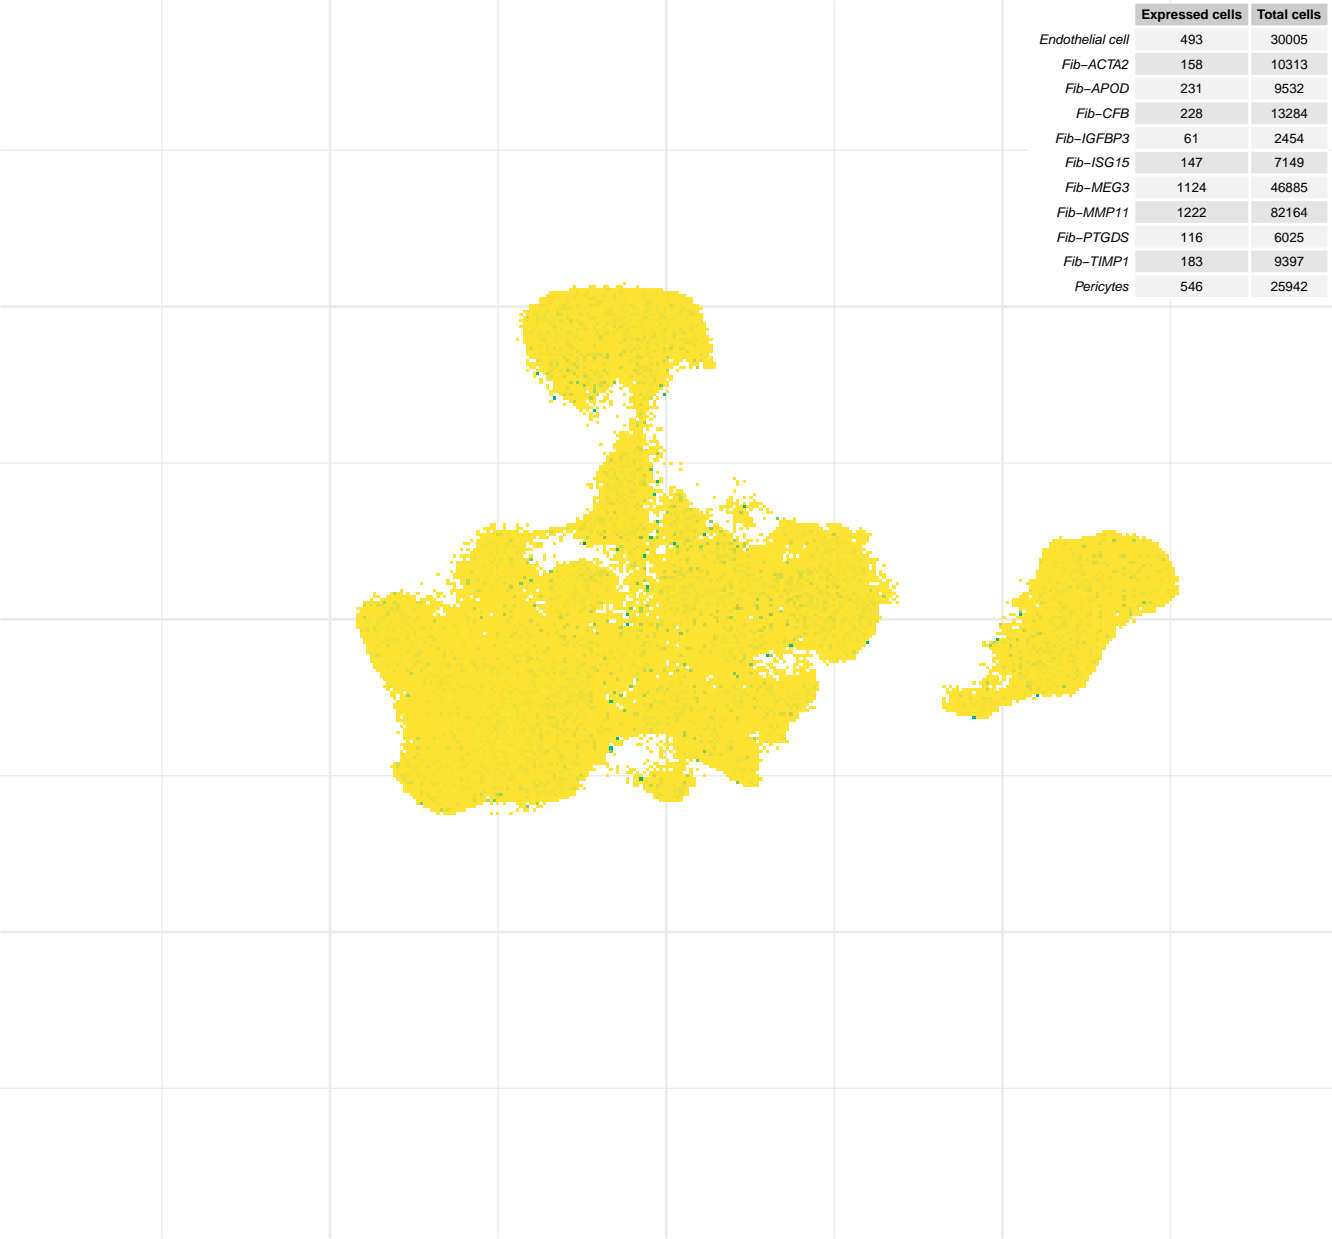 Expressed cells Total cells
Endothelial cell 493 30005
Fib−ACTA2 158 10313
Fib−APOD 231 9532
Fib−CFB 228 13284
Fib−IGFBP3 61 2454
Fib−ISG15 147 7149
Fib−MEG3 1124 46885
Fib−MMP11 1222 82164
Fib−PTGDS 116 6025
Fib−TIMP1 183 9397
Pericytes 546 25942